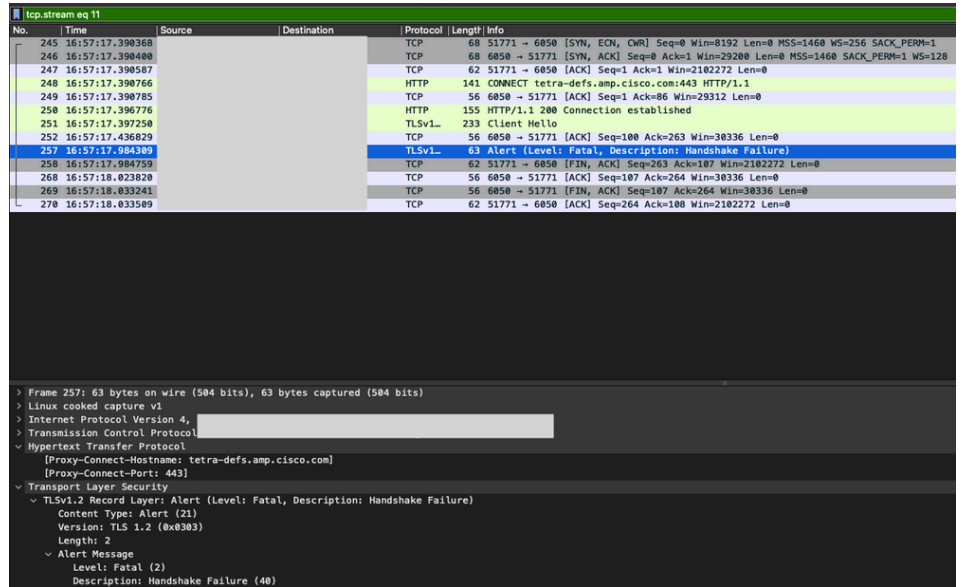 tcp.stream eq 11
No. Time Source Destination Protocol Length Info
245 16:57:17.390368 TCP 68 51771 → 6050 [SYN, ECN, CWR] Seq=0 Win=8192 Len=0 MSS=1460 WS=256 SACK_PERM=1
246 16:57:17.390400 TCP 68 6050 → 51771 [SYN, ACK] Seq=0 Ack=1 Win=29200 Len=0 MSS=1460 SACK_PERM=1 WS=128
247 16:57:17.390587 TCP 62 51771 → 6050 [ACK] Seq=1 Ack=1 Win=2102272 Len=0
248 16:57:17.390766 HTTP 141 CONNECT tetra-defs.amp.cisco.com:443 HTTP/1.1
249 16:57:17.390785 TCP 56 6050 → 51771 [ACK] Seq=1 Ack=86 Win=29312 Len=0
250 16:57:17.396776 HTTP 155 HTTP/1.1 200 Connection established
251 16:57:17.397250 TLSv1… 233 Client Hello
252 16:57:17.436829 TCP 56 6050 → 51771 [ACK] Seq=100 Ack=263 Win=30336 Len=0
257 16:57:17.984309 TLSv1… 63 Alert (Level: Fatal, Description: Handshake Failure)
258 16:57:17.984759 TCP 62 51771 → 6050 [FIN, ACK] Seq=263 Ack=107 Win=2102272 Len=0
268 16:57:18.023820 TCP 56 6050 → 51771 [ACK] Seq=107 Ack=264 Win=30336 Len=0
269 16:57:18.033241 TCP 56 6050 → 51771 [FIN, ACK] Seq=107 Ack=264 Win=30336 Len=0
270 16:57:18.033509 TCP 62 51771 → 6050 [ACK] Seq=264 Ack=108 Win=2102272 Len=0
Frame 257: 63 bytes on wire (504 bits), 63 bytes captured (504 bits)
Linux cooked capture v1
Internet Protocol Version 4,
Transmission Control Protocol
Hypertext Transfer Protocol
[Proxy-Connect-Hostname: tetra-defs.amp.cisco.com]
[Proxy-Connect-Port: 443]
Transport Layer Security
TLSv1.2 Record Layer: Alert (Level: Fatal, Description: Handshake Failure)
Content Type: Alert (21)
Version: TLS 1.2 (0x0303)
Length: 2
Alert Message
Level: Fatal (2)
Description: Handshake Failure (40)